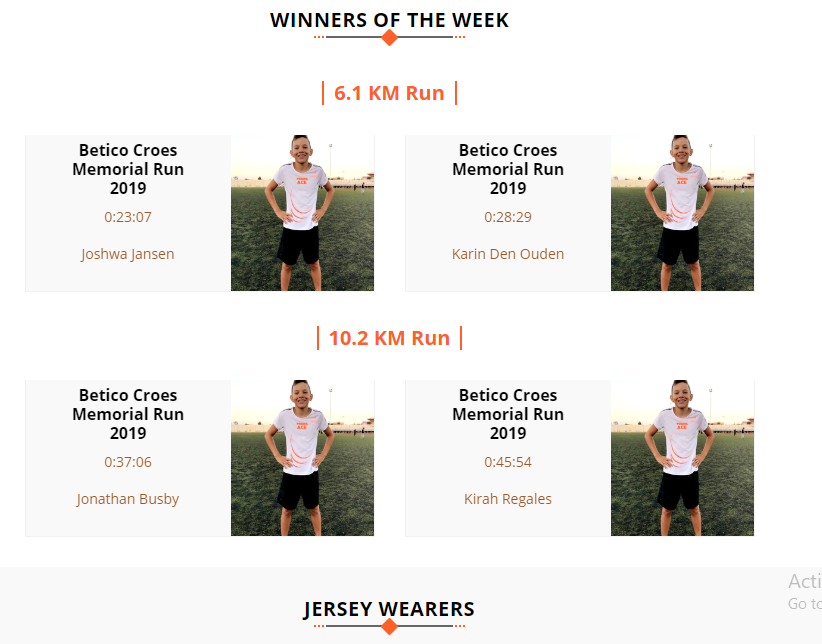 WINNERS OF THE WEEK
6.1 KM Run
Betico Croes
Memorial Run
2019
0:23:07
Joshwa Jansen
Betico Croes
Memorial Run
2019
0:28:29
Karin Den Ouden
10.2 KM Run
Betico Croes
Memorial Run
2019
0:37:06
Jonathan Busby
Betico Croes
Memorial Run
2019
0:45:54
Kirah Regales
Acti
Go to
JERSEY WEARERS